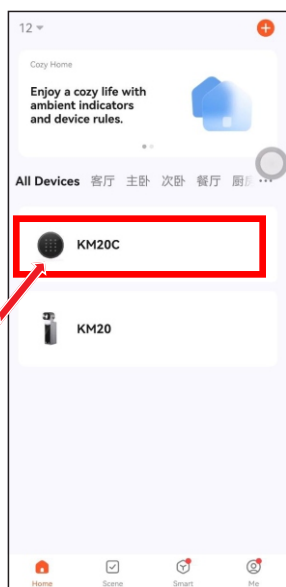 12
Cozy Home
Enjoy a cozy life with
ambient indicators
and device rules.
All Devices 客厅 主卧 次卧 餐厅 厨 ...
KM20C
KM20
Home Scene Smart Me